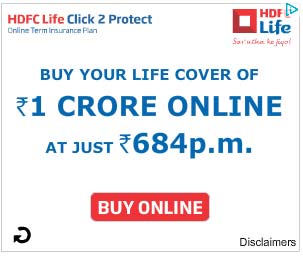 HDFC Life Click 2 Protect
Online Term Insurance Plan
HDFC
Life
Sar utha ke jiyo!
BUY YOUR LIFE COVER OF
₹1 CRORE ONLINE
AT JUST ₹684p.m.
BUY ONLINE
Disclaimers